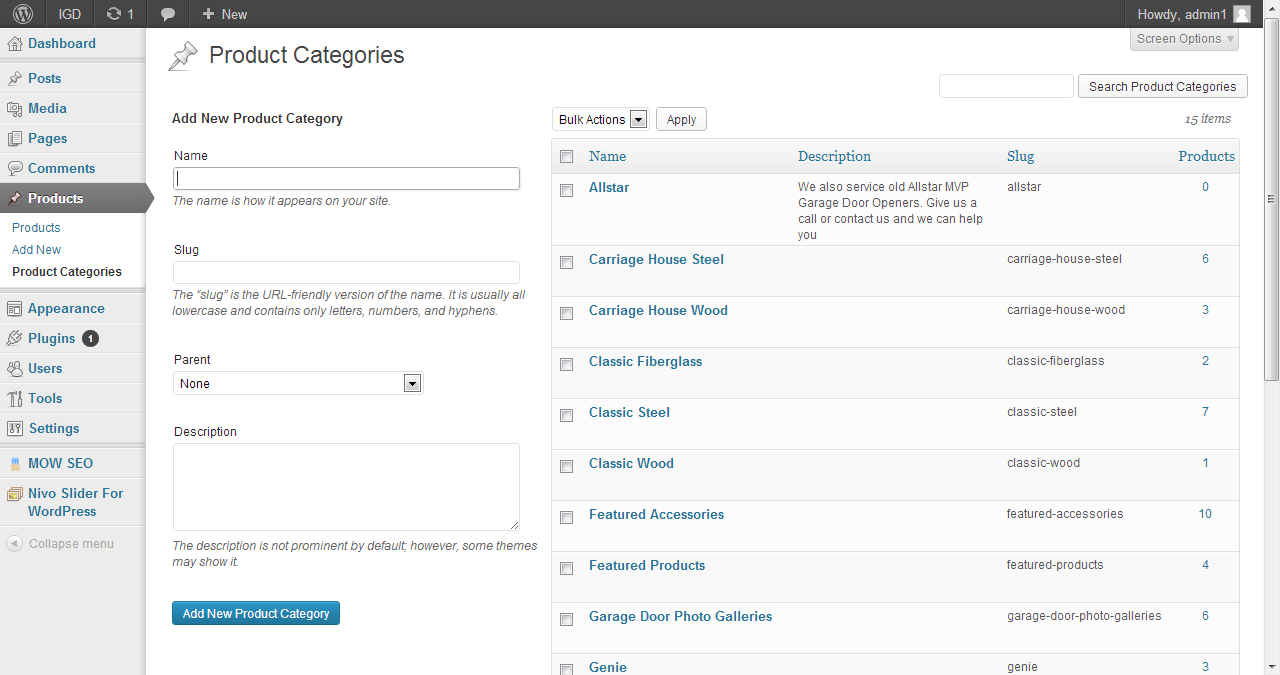 IGD
1
New
Howdy, admin1
Dashboard
Posts
Media
Pages
Comments
Products
Products
Add New
Product Categories
Appearance
Plugins 1
Users
Tools
Settings
MOW SEO
Nivo Slider For
WordPress
Collapse menu
Screen Options
Product Categories
Search Product Categories
Add New Product Category
Name
The name is how it appears on your site.
Slug
The “slug” is the URL-friendly version of the name. It is usually all
lowercase and contains only letters, numbers, and hyphens.
Parent
None
Description
The description is not prominent by default; however, some themes
may show it.
Add New Product Category
Bulk Actions Apply 15 items
Name Description Slug Products
Allstar We also service old Allstar MVP allstar 0
Garage Door Openers. Give us a
call or contact us and we can help
you
Carriage House Steel carriage-house-steel 6
Carriage House Wood carriage-house-wood 3
Classic Fiberglass classic-fiberglass 2
Classic Steel classic-steel 7
Classic Wood classic-wood 1
Featured Accessories featured-accessories 10
Featured Products featured-products 4
Garage Door Photo Galleries garage-door-photo-galleries 6
Genie genie 3